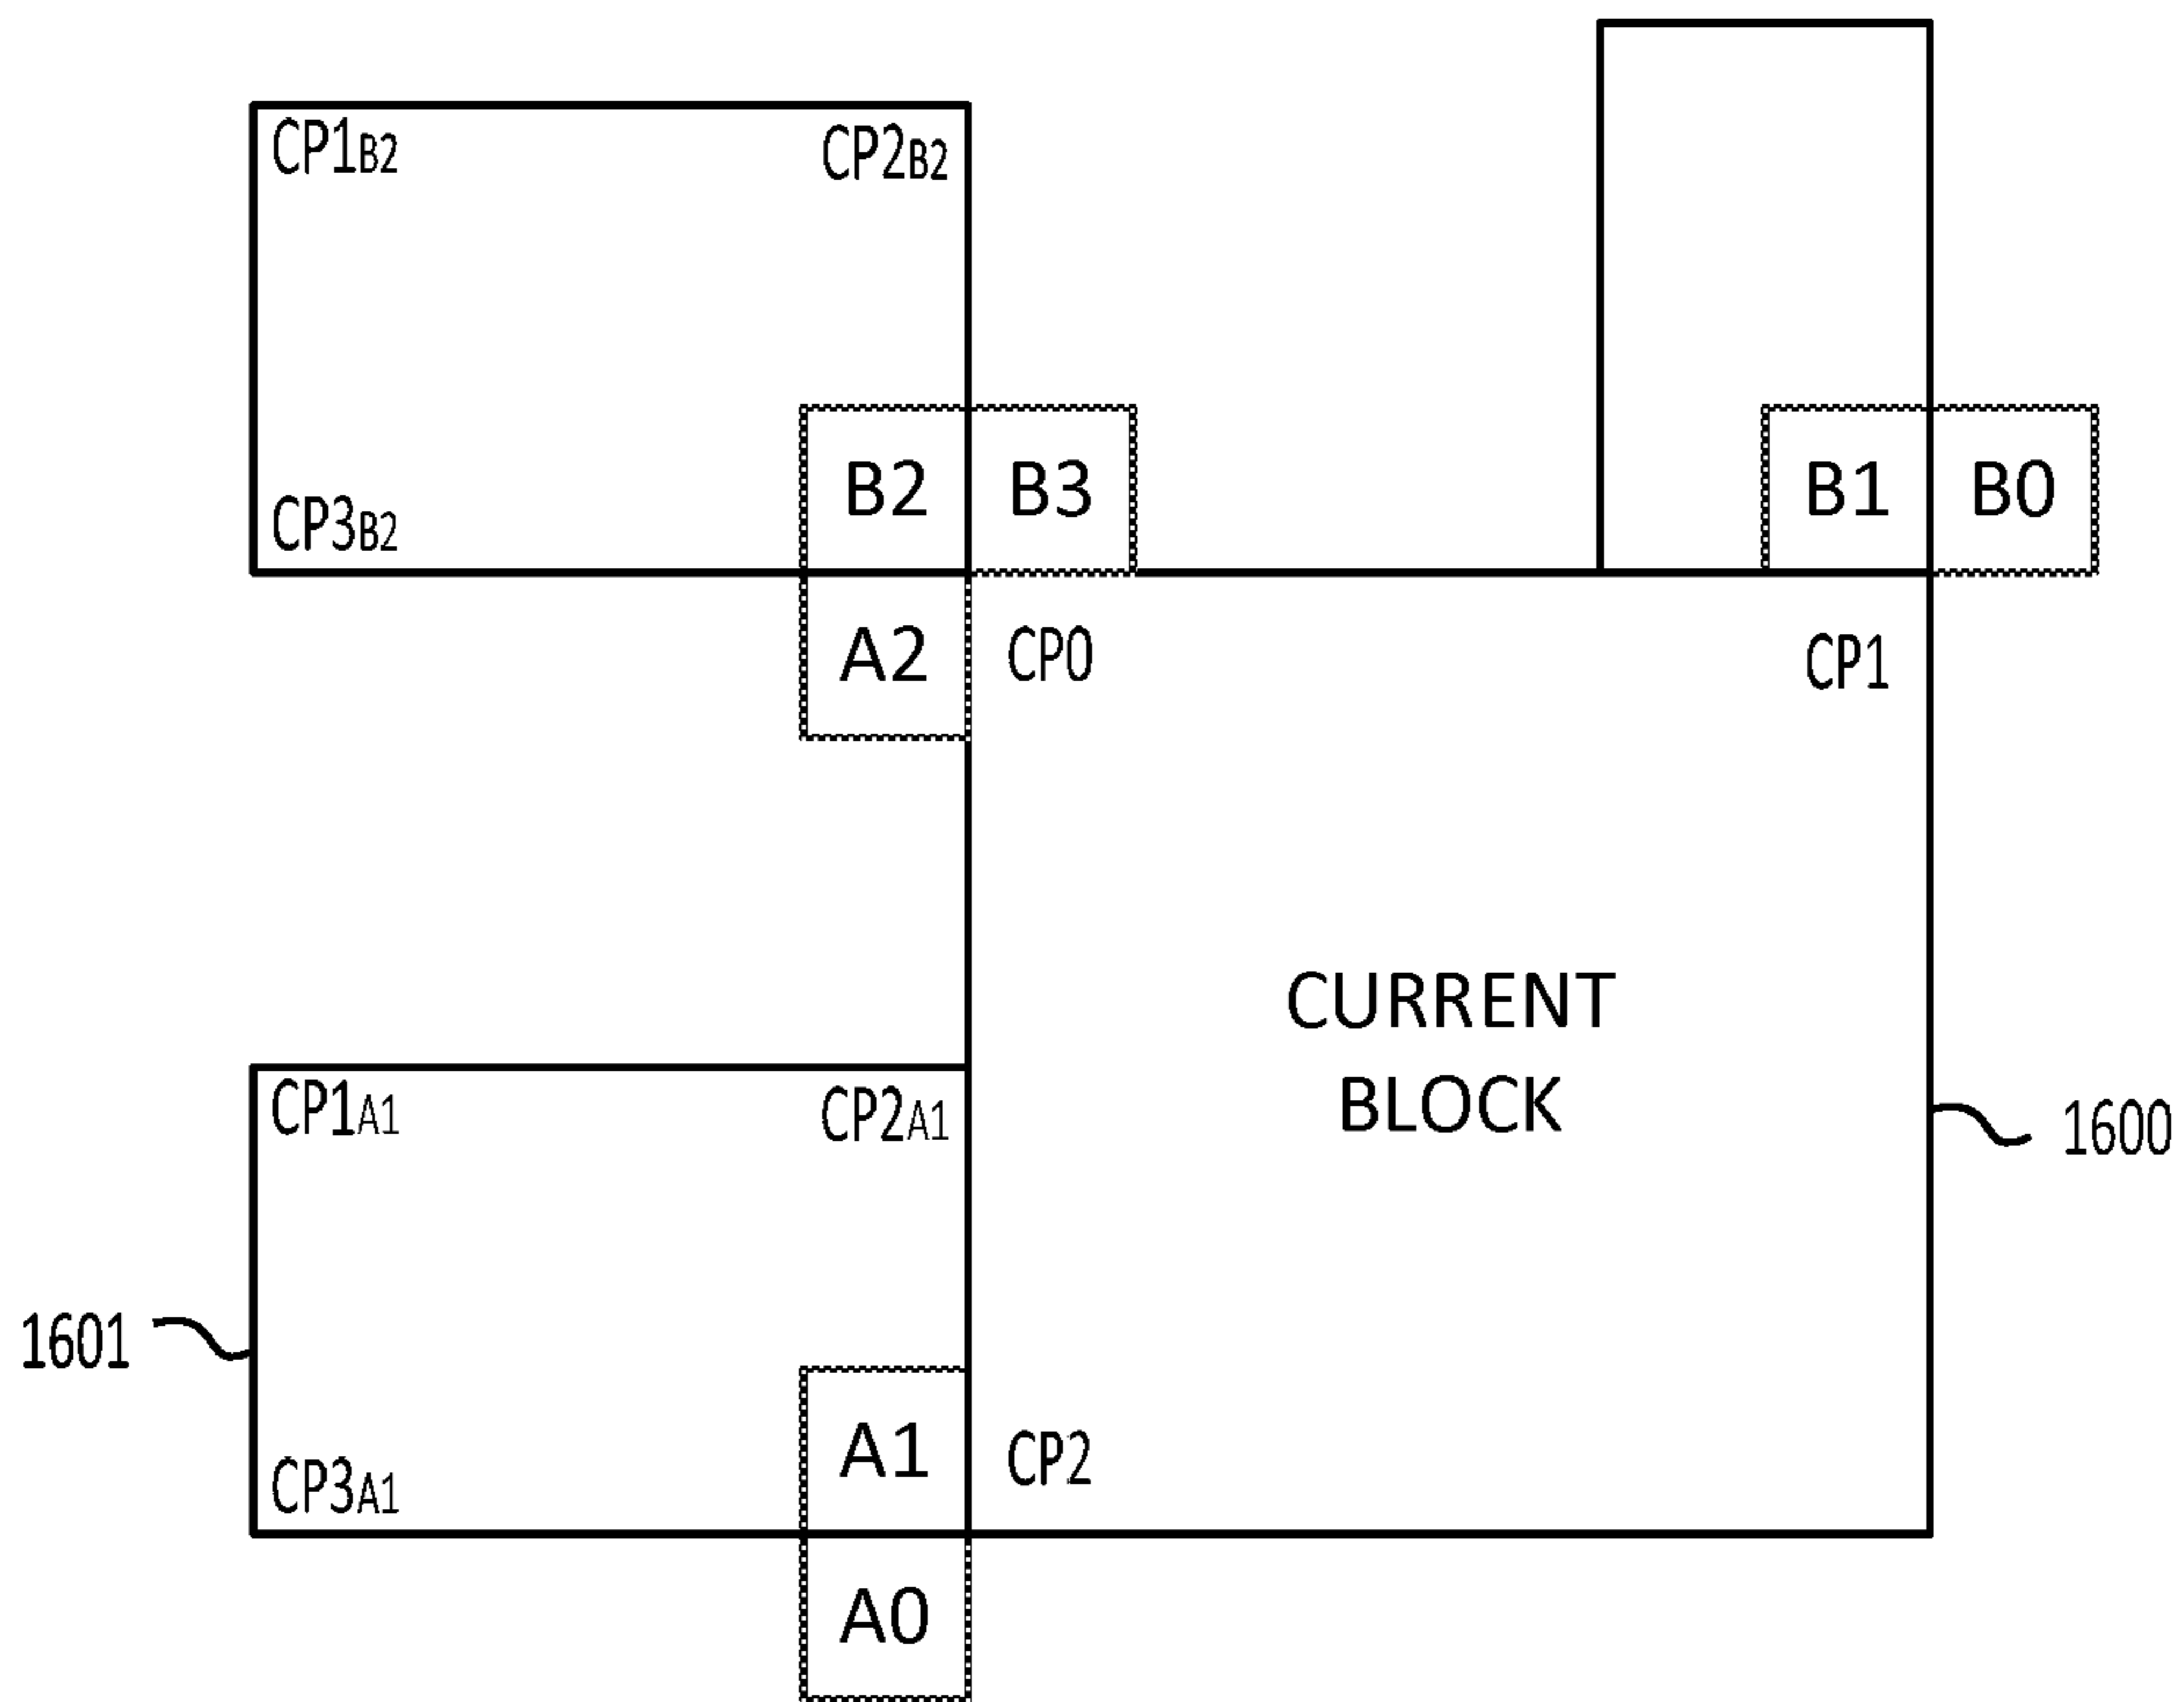 CP1B2 CP2B2
CP3B2 B2 B3 B1 B0
A2 CP0 CP1
CURRENT
BLOCK
CP1A1 CP2A1
1600
1601
A1 CP2
CP3A1
A0